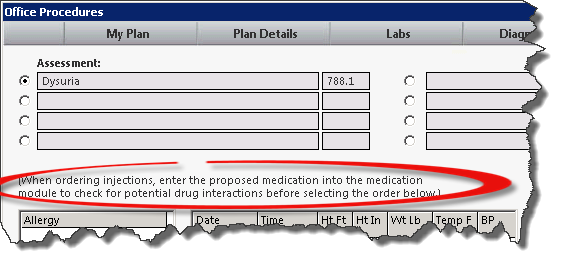 Office Procedures
My Plan Plan Details Labs Diag
Assessment:
Dysuria 788.1
(When ordering injections, enter the proposed medication into the medication
module to check for potential drug interactions before selecting the order below.)
Allergy Date Time Ht Ft Ht In Wt Lb Temp F BP